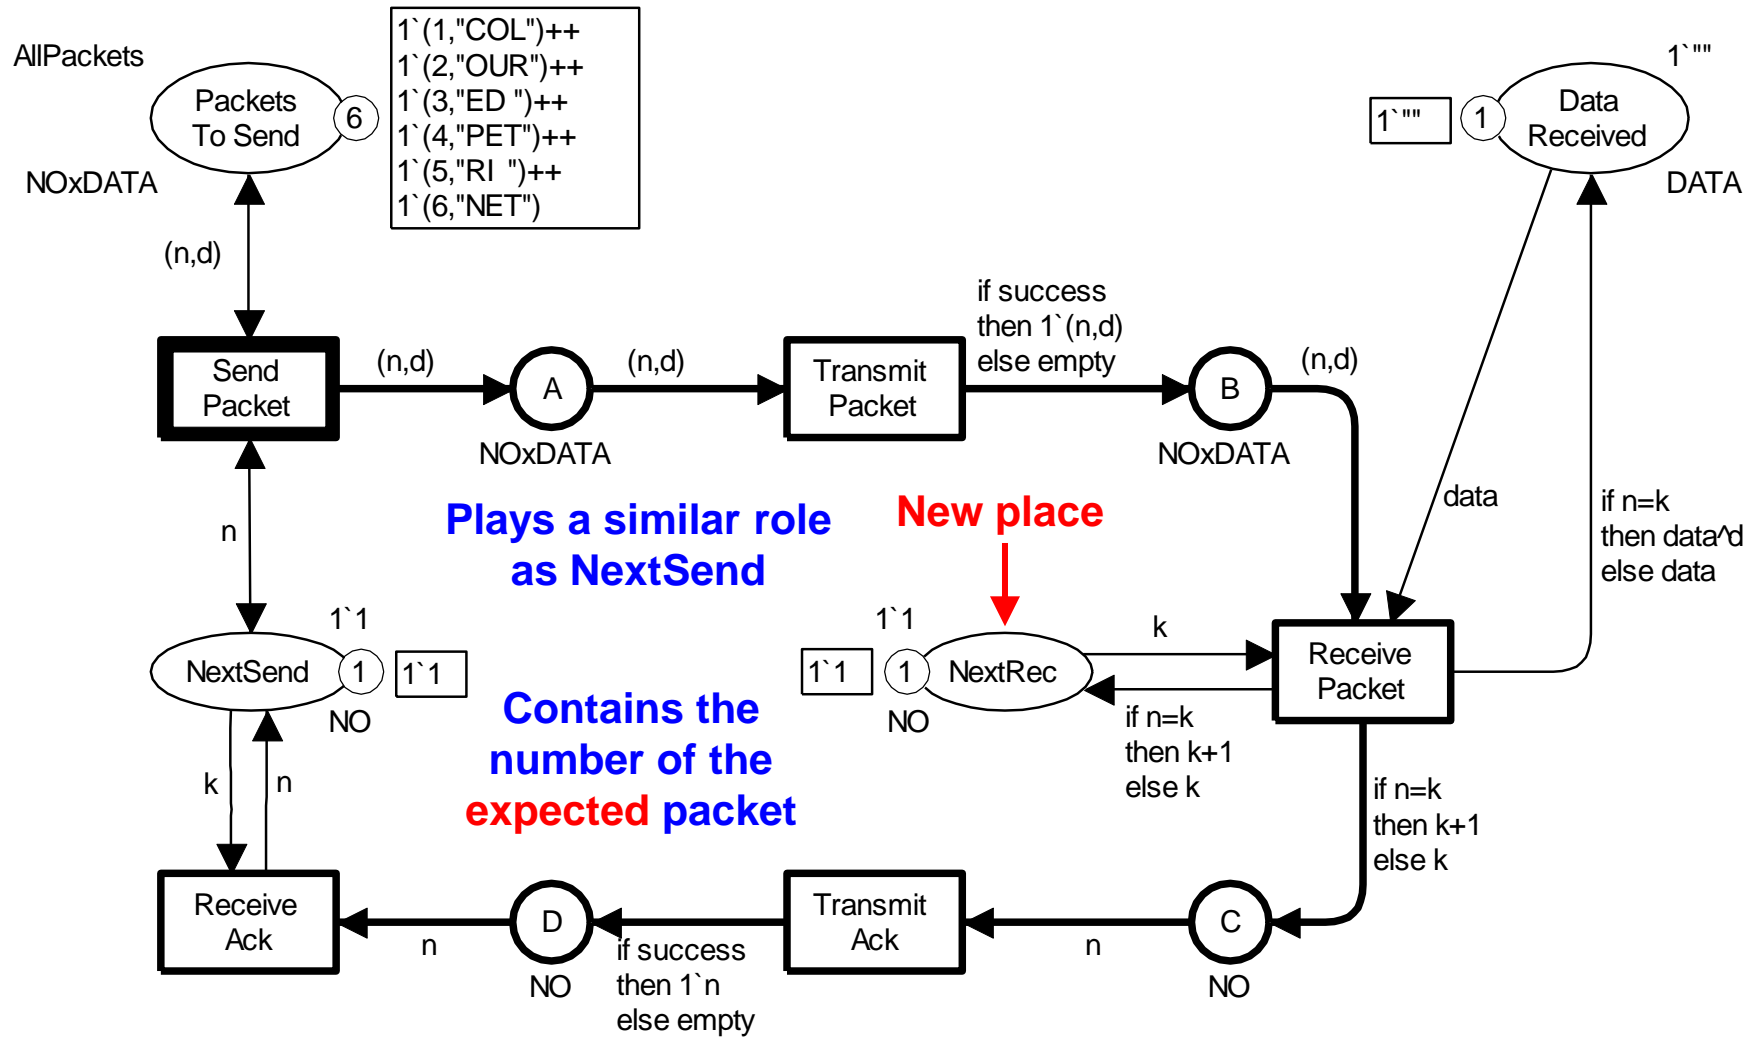 AllPackets
Packets
To Send
6
1`(1,"COL")++
1`(2,"OUR")++
1`(3,"ED ")++
1`(4,"PET")++
1`(5,"RI  ")++
1`(6,"NET")
NOxDATA
1`""
1`""
1
Data
Received
DATA
(n,d)
Send
Packet
(n,d)
A
NOxDATA
(n,d)
Transmit
Packet
if success
then 1`(n,d)
else empty
B
NOxDATA
(n,d)
data
if n=k
then data^d
else data
n
Plays a similar role
as NextSend
New place
1`1
NextSend
1
1`1
NO
1`1
1`1
1
NextRec
NO
k
if n=k
then k+1
else k
Receive
Packet
Contains the
number of the
expected packet
k
n
if n=k
then k+1
else k
Receive
Ack
n
D
NO
if success
then 1`n
else empty
Transmit
Ack
n
C
NO